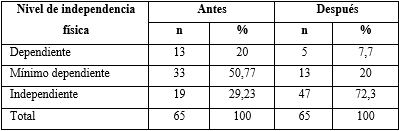 Nivel de independencia física Antes Después
n % n %
Dependiente 13 20 5 7,7
Mínimo dependiente 33 50,77 13 20
Independiente 19 29,23 47 72,3
Total 65 100 65 100